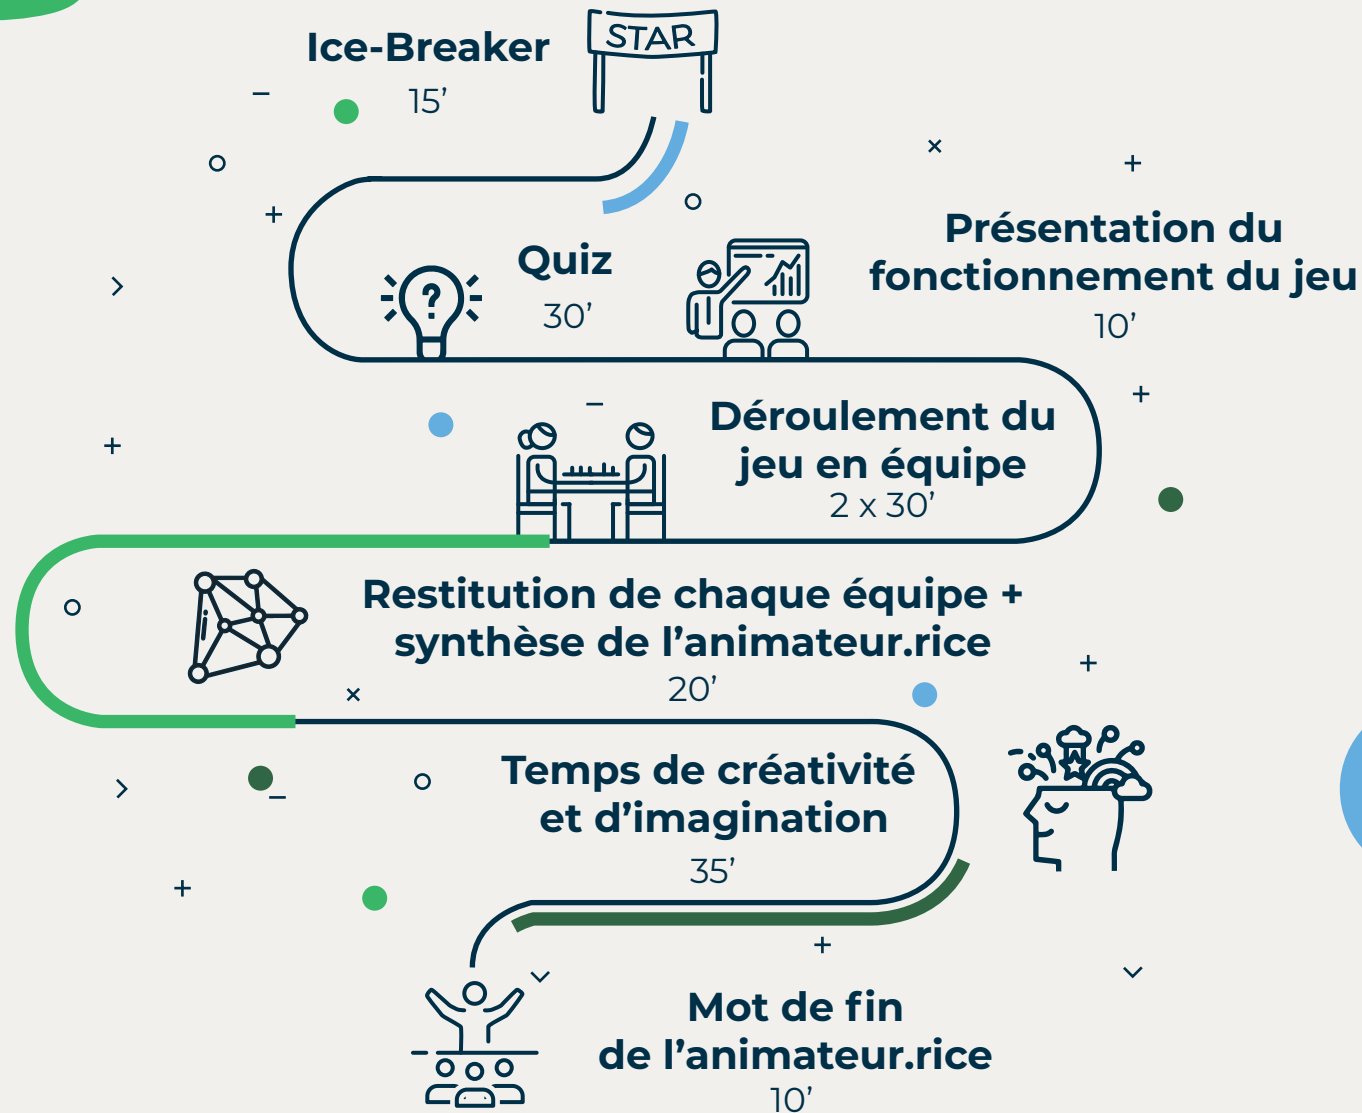 Ice-Breaker
15’
STAR
Quiz
30’
Présentation du
fonctionnement du jeu
10’
Déroulement du
jeu en équipe
2 x 30’
Restitution de chaque équipe +
synthèse de l’animateur.rice
20’
Temps de créativité
et d’imagination
35’
Mot de fin
de l’animateur.rice
10’